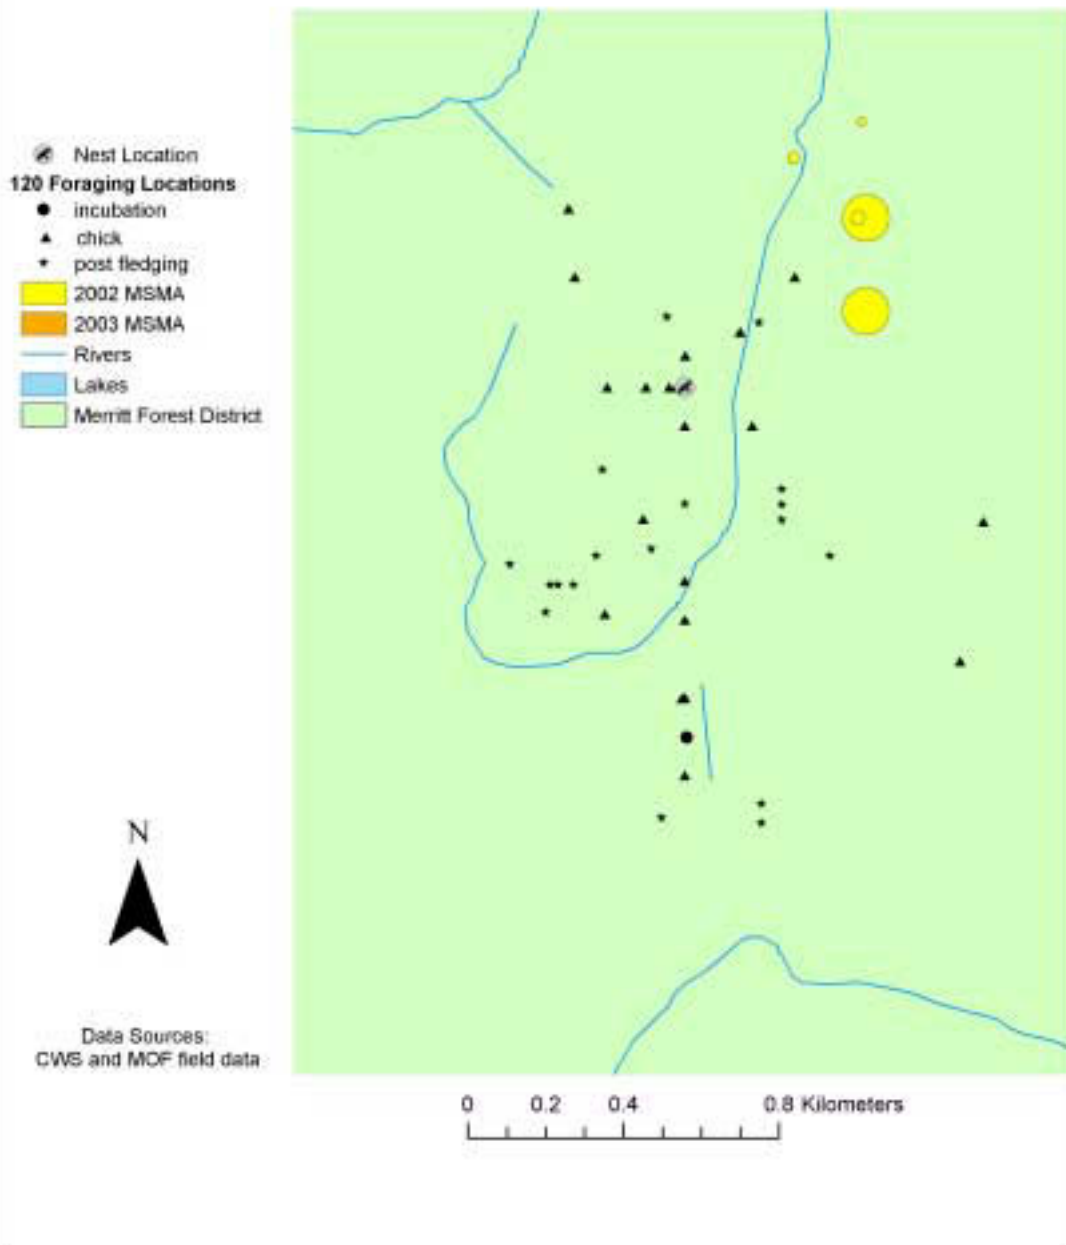 Nest Location
120 Foraging Locations
incubation
chick
post fledging
2002 MSMA
2003 MSMA
Rivers
Lakes
Merritt Forest District
N
Data Sources:
CWS and MOF field data
0 0.2 0.4 0.8 Kilometers